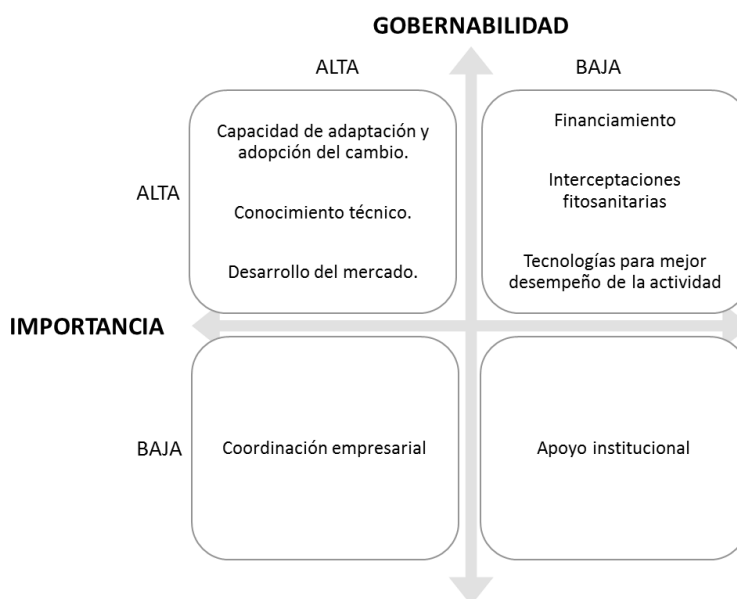 GOBERNABILIDAD
ALTA
BAJA
ALTA
Capacidad de adaptación y
adopción del cambio.
Conocimiento técnico.
Desarrollo del mercado.
Financiamiento
Interceptaciones
fitosanitarias
Tecnologías para mejor
desempeño de la actividad
IMPORTANCIA
BAJA
Coordinación empresarial
Apoyo institucional